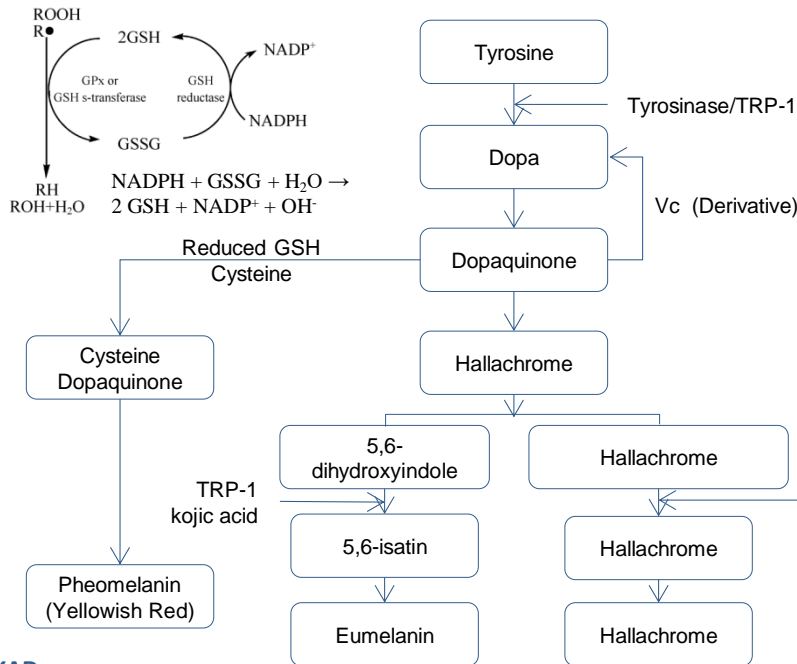 ROOH
R●
2GSH
NADP⁺
GPx or
GSH s-transferase
GSH
reductase
NADPH
GSSG
RH
ROH+H₂O
NADPH + GSSG + H₂O →
2 GSH + NADP⁺ + OH⁻
Tyrosine
Tyrosinase/TRP-1
Dopa
Vc (Derivative)
Reduced GSH
Cysteine
Dopaquinone
Cysteine
Dopaquinone
Hallachrome
5,6-
dihydroxyindole
Hallachrome
TRP-1
kojic acid
5,6-isatin
Hallachrome
Pheomelanin
(Yellowish Red)
Eumelanin
Hallachrome